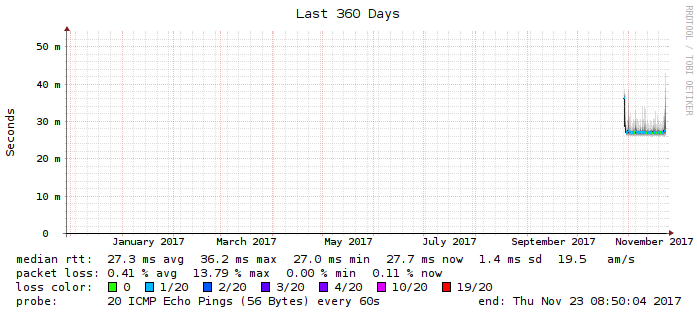 Last 360 Days
RRDTOOL / TOBI OETIKER
Seconds
50 m
40 m
30 m
20 m
10 m
0
January 2017 March 2017 May 2017 July 2017 September 2017 November 2017
median rtt: 27.3 ms avg 36.2 ms max 27.0 ms min 27.7 ms now 1.4 ms sd 19.5 am/s
packet loss: 0.41 % avg 13.79 % max 0.00 % min 0.11 % now
loss color: 0 1/20 2/20 3/20 4/20 10/20 19/20
probe: 20 ICMP Echo Pings (56 Bytes) every 60s end: Thu Nov 23 08:50:04 2017